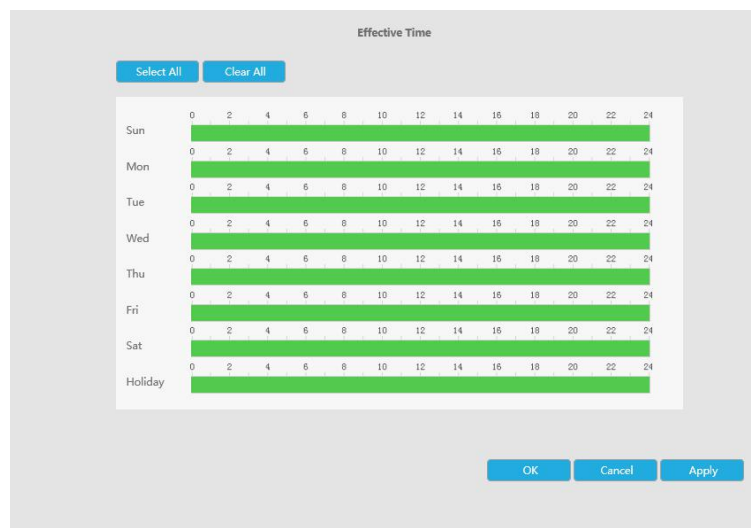 Effective Time
Select All Clear All
0 2 4 6 8 10 12 14 16 18 20 22 24
Sun
0 2 4 6 8 10 12 14 16 18 20 22 24
Mon
0 2 4 6 8 10 12 14 16 18 20 22 24
Tue
0 2 4 6 8 10 12 14 16 18 20 22 24
Wed
0 2 4 6 8 10 12 14 16 18 20 22 24
Thu
0 2 4 6 8 10 12 14 16 18 20 22 24
Fri
0 2 4 6 8 10 12 14 16 18 20 22 24
Sat
0 2 4 6 8 10 12 14 16 18 20 22 24
Holiday
OK Cancel Apply